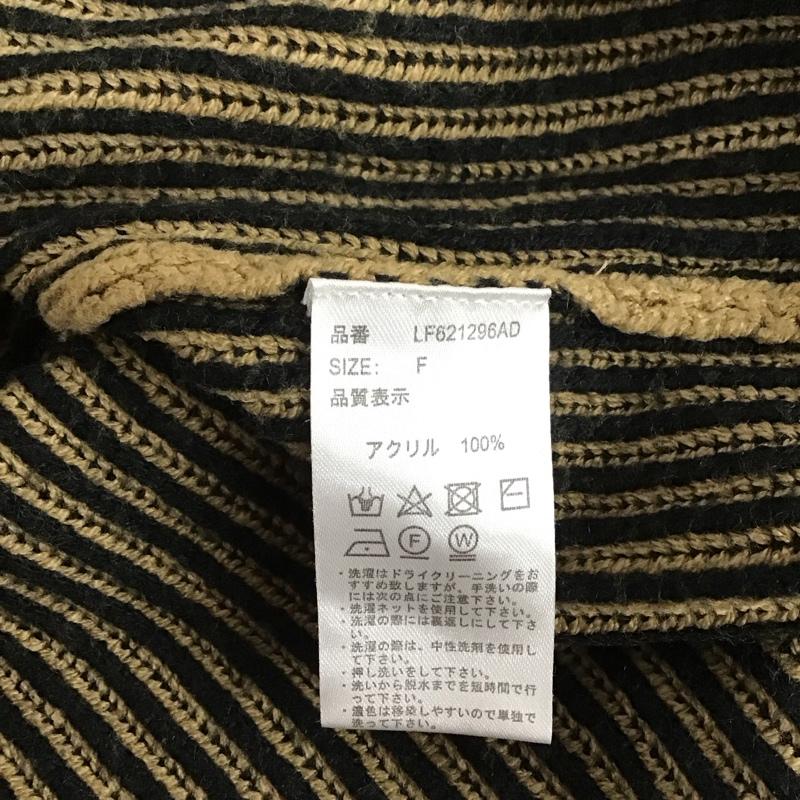 品番 LF621296AD
SIZE: F
品質表示
アクリル 100%
F W
・洗濯はドライクリーニングをお
すすめ致しますが、手洗いの際
には次の点にご注意下さい。
・洗濯ネットを使用して下さい。
・洗濯の際には裏返しにして下さ
い。
・洗濯の際は、中性洗剤を使用し
て下さい。
・押し洗いをして下さい。
・洗いから脱水までを短時間で行
って下さい。
・濃色は移染しやすいので単独で
洗って下さい。